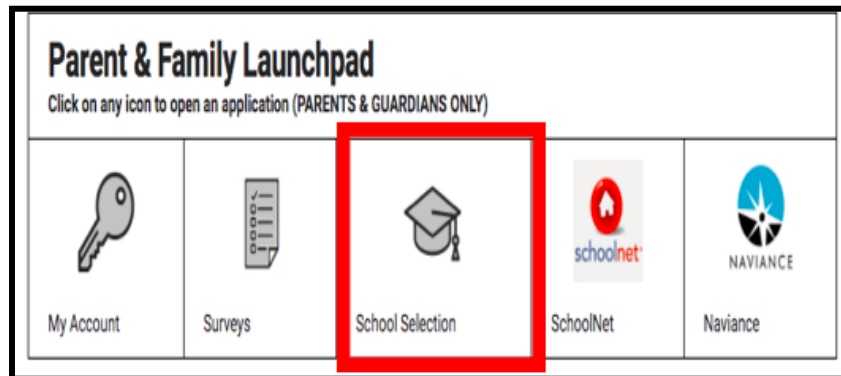 Parent & Family Launchpad
Click on any icon to open an application (PARENTS & GUARDIANS ONLY)
schoolnet
NAVIANCE
My Account
Surveys
School Selection
SchoolNet
Naviance